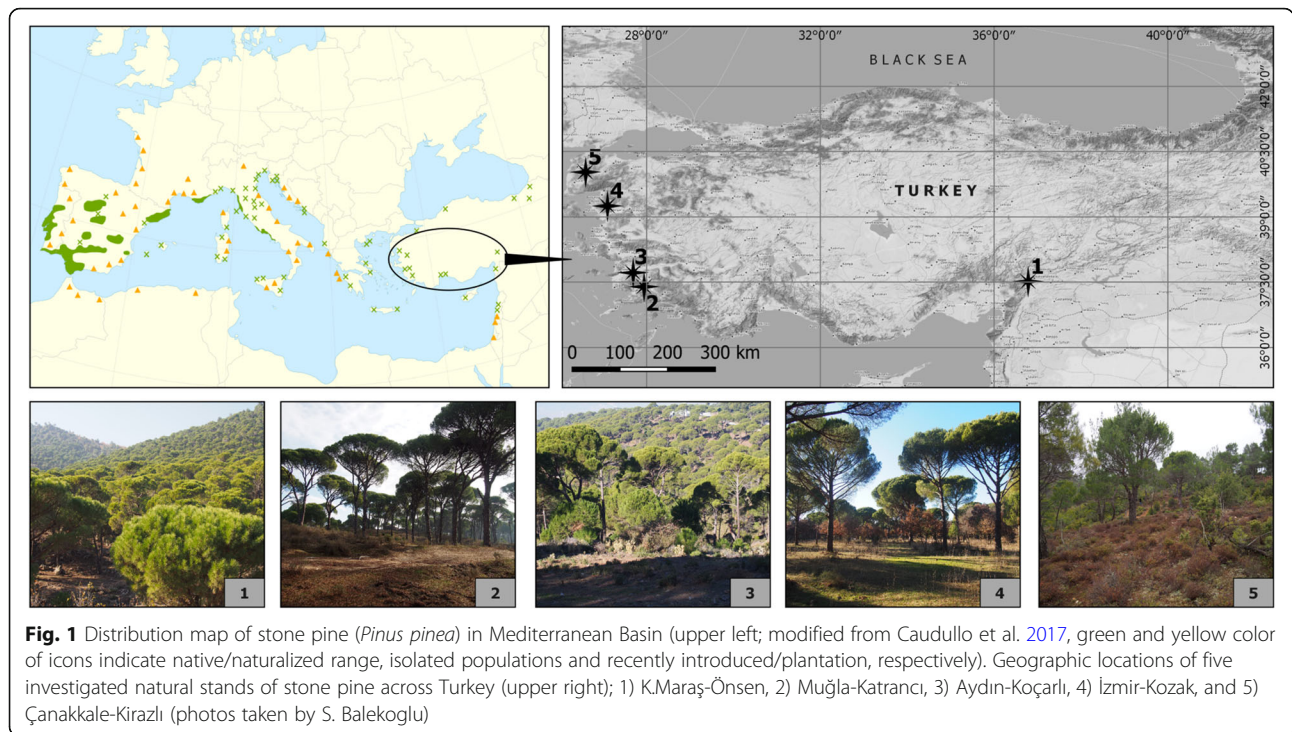 28°0'0" 32°0'0" 36°0'0" 40°0'0"
BLACK SEA
42°0'0"
40°30'0"
5
4
TURKEY
39°0'0"
3
1
37°30'0"
2
0 100 200 300 km
36°0'0"
1
2
3
4
5
Fig. 1 Distribution map of stone pine (Pinus pinea) in Mediterranean Basin (upper left; modified from Caudullo et al. 2017, green and yellow color
of icons indicate native/naturalized range, isolated populations and recently introduced/plantation, respectively). Geographic locations of five
investigated natural stands of stone pine across Turkey (upper right); 1) K.Maraş-Önsen, 2) Muğla-Katrancı, 3) Aydın-Koçarlı, 4) İzmir-Kozak, and 5)
Çanakkale-Kirazlı (photos taken by S. Balekoglu)